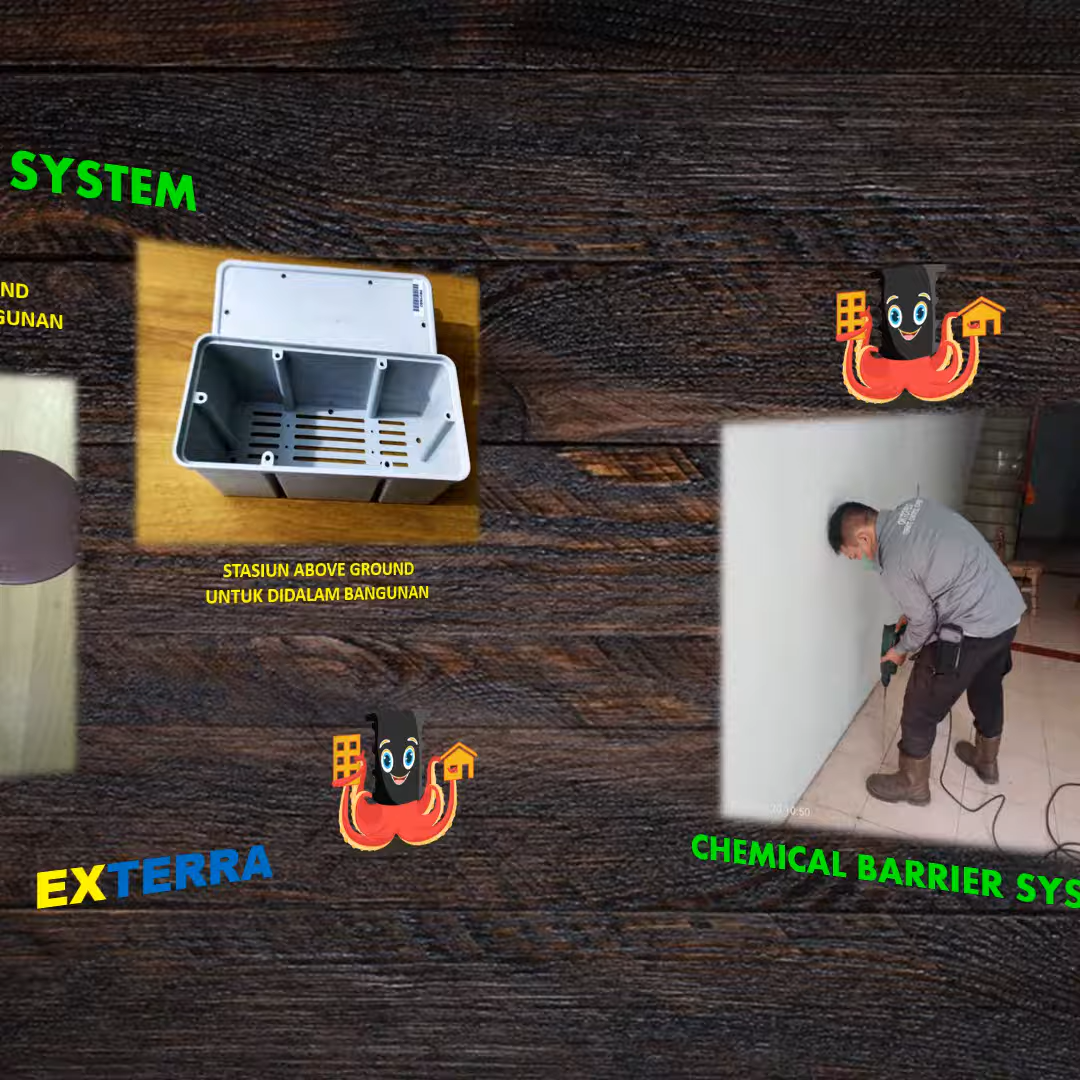 SYSTEM
ND
GUNAN
STASIUN ABOVE GROUND
UNTUK DIDALAM BANGUNAN
EXTERRA
CHEMICAL BARRIER SYS